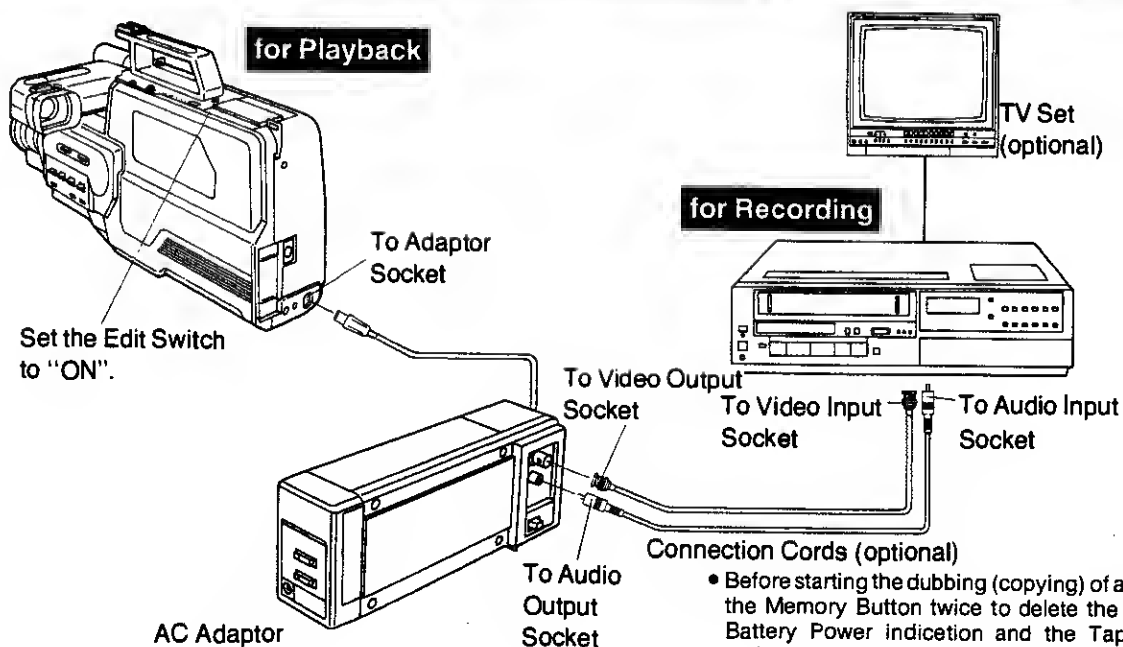 for Playback
TV Set
(optional)
for Recording
To Adaptor
Socket
Set the Edit Switch
to "ON".
To Video Output
Socket
To Video Input
Socket
To Audio Input
Socket
Connection Cords (optional)
To Audio
Output
Socket
AC Adaptor
• Before starting the dubbing (copying) of a
the Memory Button twice to delete the
Battery Power indicetion and the Tap